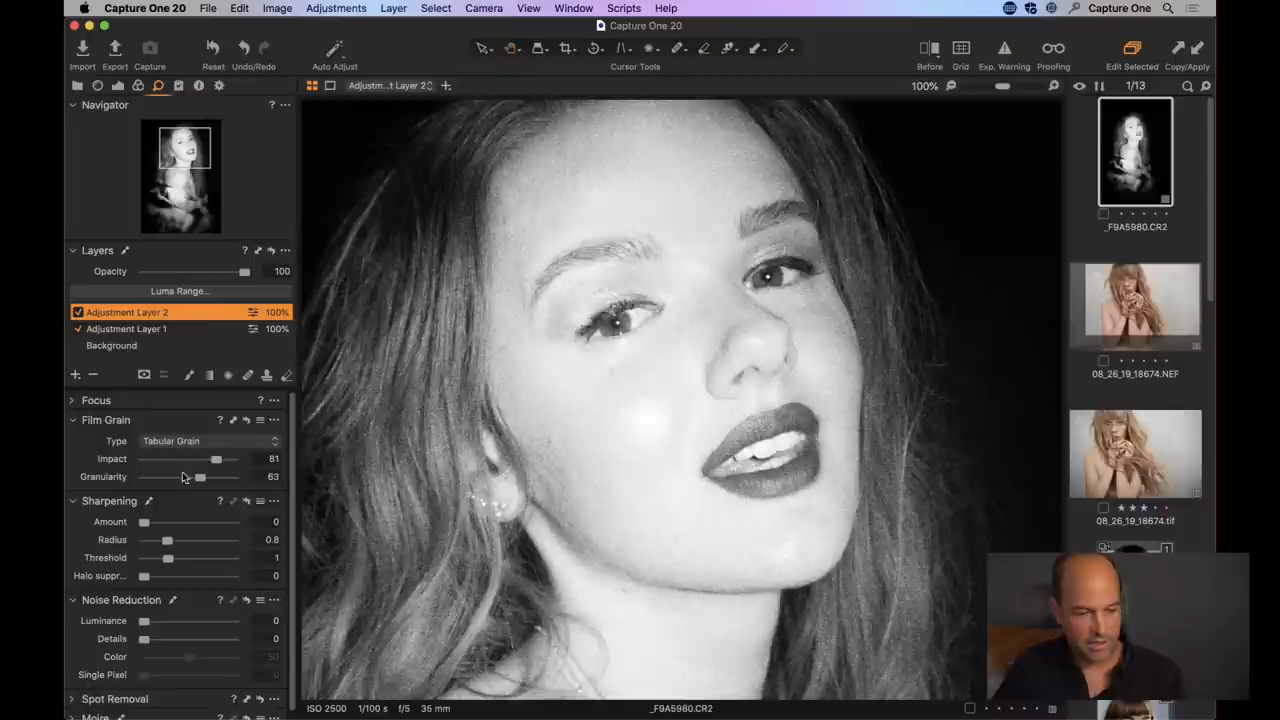 Capture One 20 File Edit Image Adjustments Layer Select Camera View Window Scripts Help Capture One
Capture One 20
Import Export Capture Reset Undo/Redo Auto Adjust Cursor Tools Before Grid Exp. Warning Proofing Edit Selected Copy/Apply
Adjustm...t Layer 2 100% 1/13
Navigator ? ...
Layers ? ...
Opacity 100
Luma Range...
Adjustment Layer 2 100%
Adjustment Layer 1 100%
Background
Focus ? ...
Film Grain ? ...
Type Tabular Grain
Impact 81
Granularity 63
Sharpening ? ...
Amount 0
Radius 0.8
Threshold 1
Halo suppr... 0
Noise Reduction ? ...
Luminance 0
Details 0
Color 50
Single Pixel 0
Spot Removal ? ...
Moire
ISO 2500 1/100 s f/5 35 mm _F9A5980.CR2
_F9A5980.CR2
08_26_19_18674.NEF
08_26_19_18674.tif
1